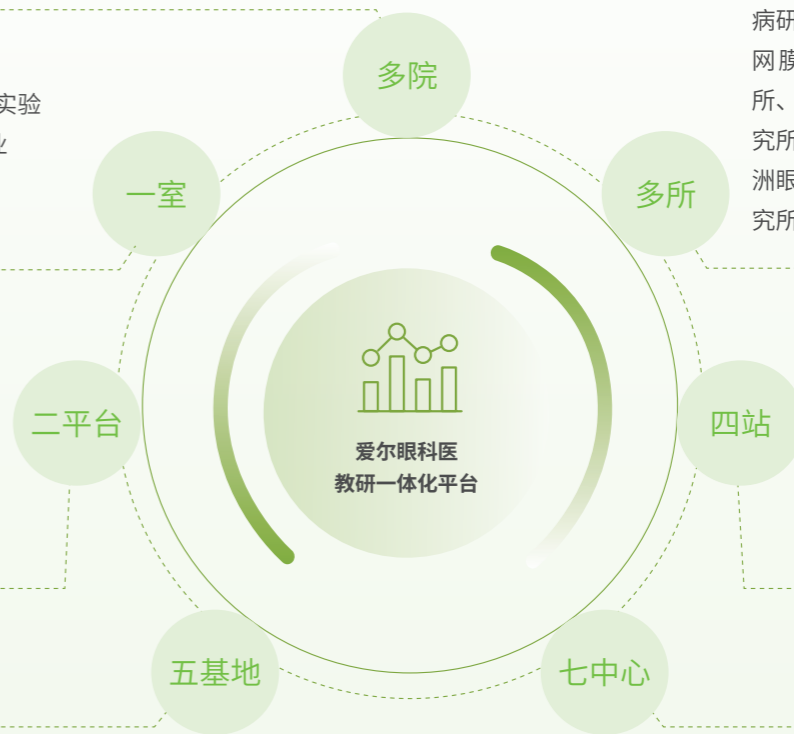 多院
病研
网膜
所、
究所
洲眼
究所
实验
业
一室
多所
二平台
四站
爱尔眼科医
教研一体化平台
五基地
七中心